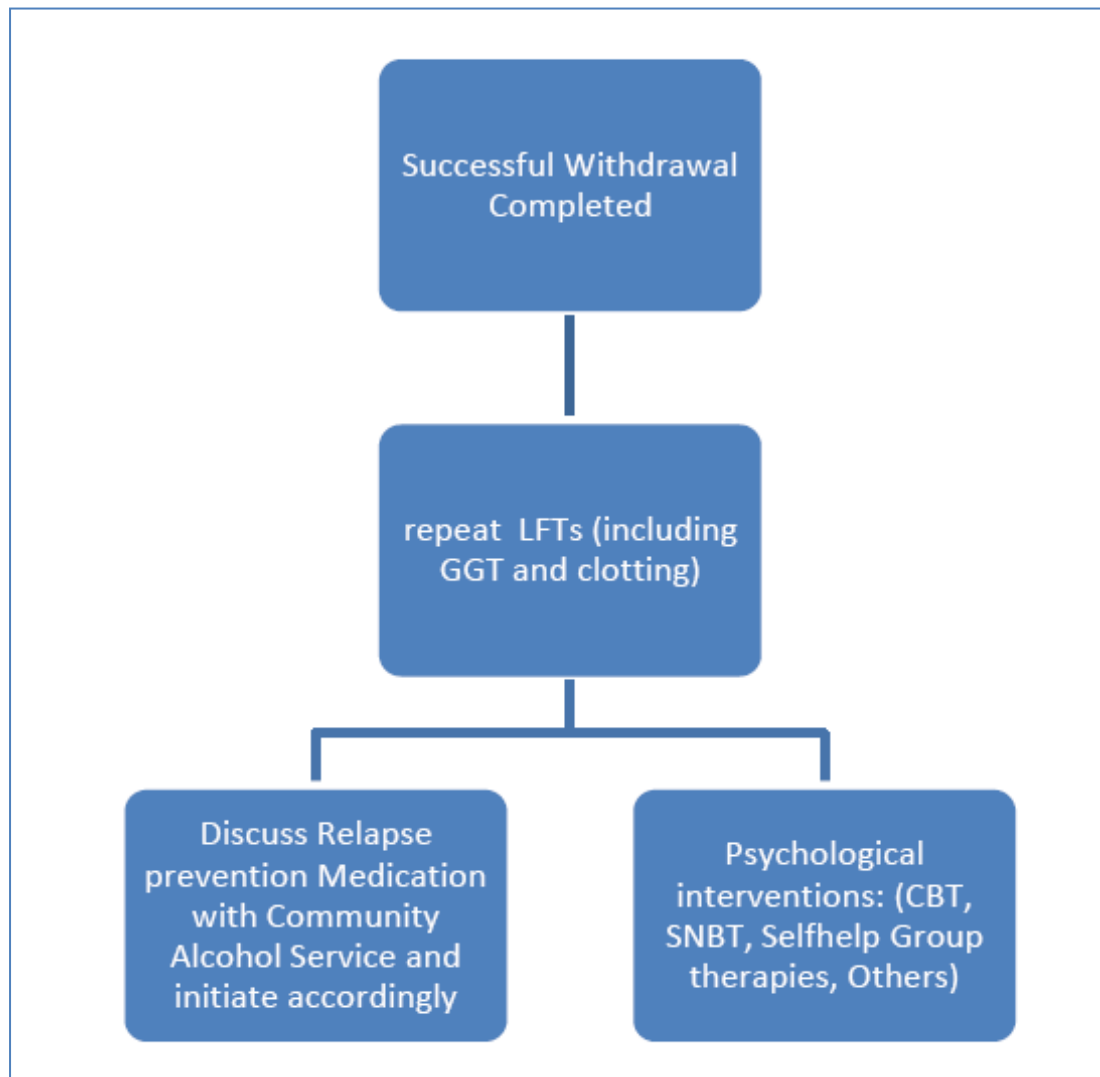 Successful Withdrawal
Completed
repeat  LFTs (including
GGT and clotting)
Discuss Relapse
prevention Medication
with Community
Alcohol Service and
initiate accordingly
Psychological
interventions: (CBT,
SNBT, Selfhelp Group
therapies, Others)